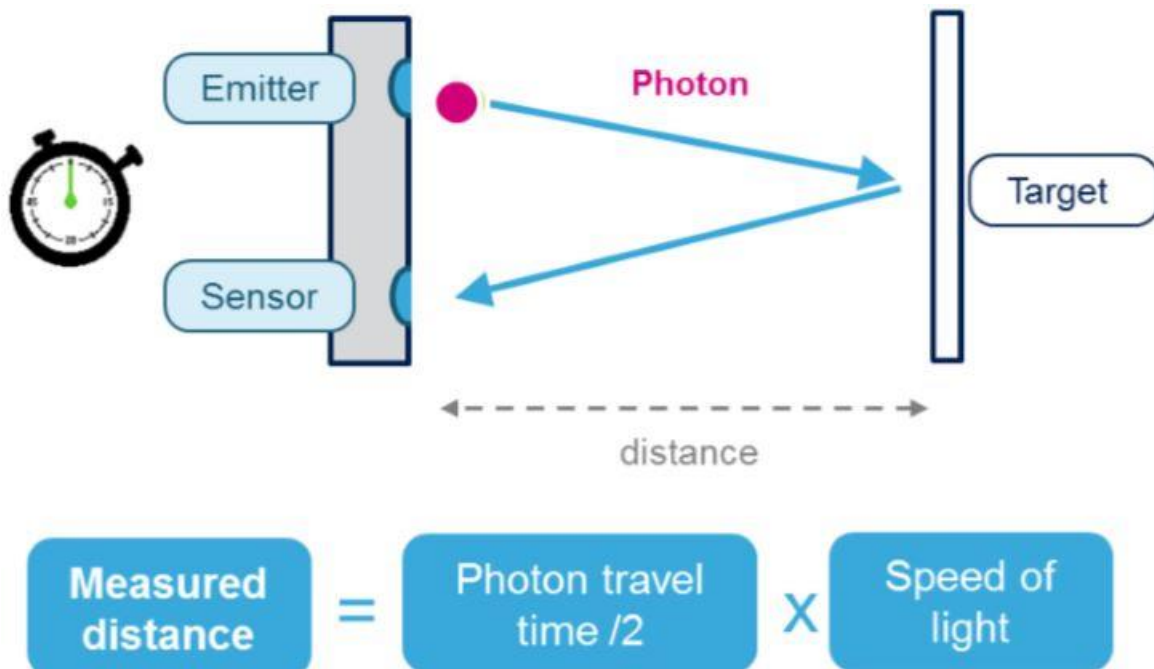 Emitter
Photon
Target
Sensor
distance
Measured
distance
=
Photon travel
time /2
x
Speed of
light